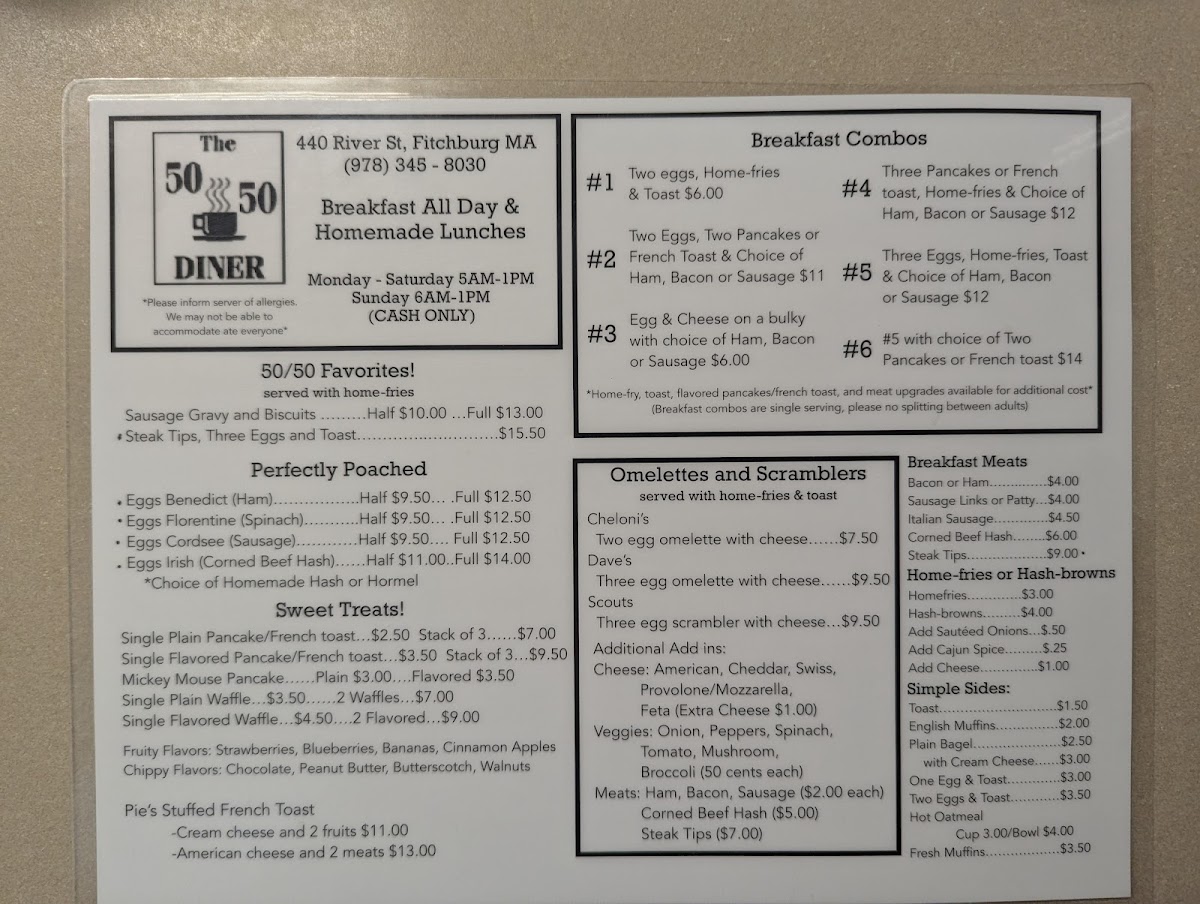 The
50
50
DINER
*Please inform server of allergies.
We may not be able to
accommodate ate everyone*
440 River St, Fitchburg MA
(978) 345 - 8030
Breakfast All Day &
Homemade Lunches
Monday - Saturday 5AM-1PM
Sunday 6AM-1PM
(CASH ONLY)
50/50 Favorites!
served with home-fries
Sausage Gravy and Biscuits .........Half $10.00 ...Full $13.00
Steak Tips, Three Eggs and Toast.............................$15.50
Perfectly Poached
Eggs Benedict (Ham).................Half $9.50... .Full $12.50
Eggs Florentine (Spinach)...........Half $9.50... .Full $12.50
Eggs Cordsee (Sausage)............Half $9.50.... Full $12.50
Eggs Irish (Corned Beef Hash)......Half $11.00..Full $14.00
*Choice of Homemade Hash or Hormel
Sweet Treats!
Single Plain Pancake/French toast...$2.50 Stack of 3......$7.00
Single Flavored Pancake/French toast...$3.50 Stack of 3...$9.50
Mickey Mouse Pancake......Plain $3.00....Flavored $3.50
Single Plain Waffle...$3.50......2 Waffles...$7.00
Single Flavored Waffle...$4.50....2 Flavored...$9.00
Fruity Flavors: Strawberries, Blueberries, Bananas, Cinnamon Apples
Chippy Flavors: Chocolate, Peanut Butter, Butterscotch, Walnuts
Pie's Stuffed French Toast
-Cream cheese and 2 fruits $11.00
-American cheese and 2 meats $13.00
Breakfast Combos
#1 Two eggs, Home-fries
& Toast $6.00
#2 Two Eggs, Two Pancakes or
French Toast & Choice of
Ham, Bacon or Sausage $11
#3 Egg & Cheese on a bulky
with choice of Ham, Bacon
or Sausage $6.00
#4 Three Pancakes or French
toast, Home-fries & Choice of
Ham, Bacon or Sausage $12
#5 Three Eggs, Home-fries, Toast
& Choice of Ham, Bacon
or Sausage $12
#6 #5 with choice of Two
Pancakes or French toast $14
*Home-fry, toast, flavored pancakes/french toast, and meat upgrades available for additional cost*
(Breakfast combos are single serving, please no splitting between adults)
Omelettes and Scramblers
served with home-fries & toast
Cheloni's
Two egg omelette with cheese......$7.50
Dave's
Three egg omelette with cheese......$9.50
Scouts
Three egg scrambler with cheese...$9.50
Additional Add ins:
Cheese: American, Cheddar, Swiss,
Provolone/Mozzarella,
Feta (Extra Cheese $1.00)
Veggies: Onion, Peppers, Spinach,
Tomato, Mushroom,
Broccoli (50 cents each)
Meats: Ham, Bacon, Sausage ($2.00 each)
Corned Beef Hash ($5.00)
Steak Tips ($7.00)
Breakfast Meats
Bacon or Ham.............$4.00
Sausage Links or Patty...$4.00
Italian Sausage............$4.50
Corned Beef Hash.......$6.00
Steak Tips........................$9.00
Home-fries or Hash-browns
Homefries............$3.00
Hash-browns.........$4.00
Add Sautéed Onions...$.50
Add Cajun Spice.........$.25
Add Cheese............$1.00
Simple Sides:
Toast...........................$1.50
English Muffins..............$2.00
Plain Bagel....................$2.50
with Cream Cheese......$3.00
One Egg & Toast............$3.00
Two Eggs & Toast...........$3.50
Hot Oatmeal
Cup 3.00/Bowl $4.00
Fresh Muffins.................$3.50